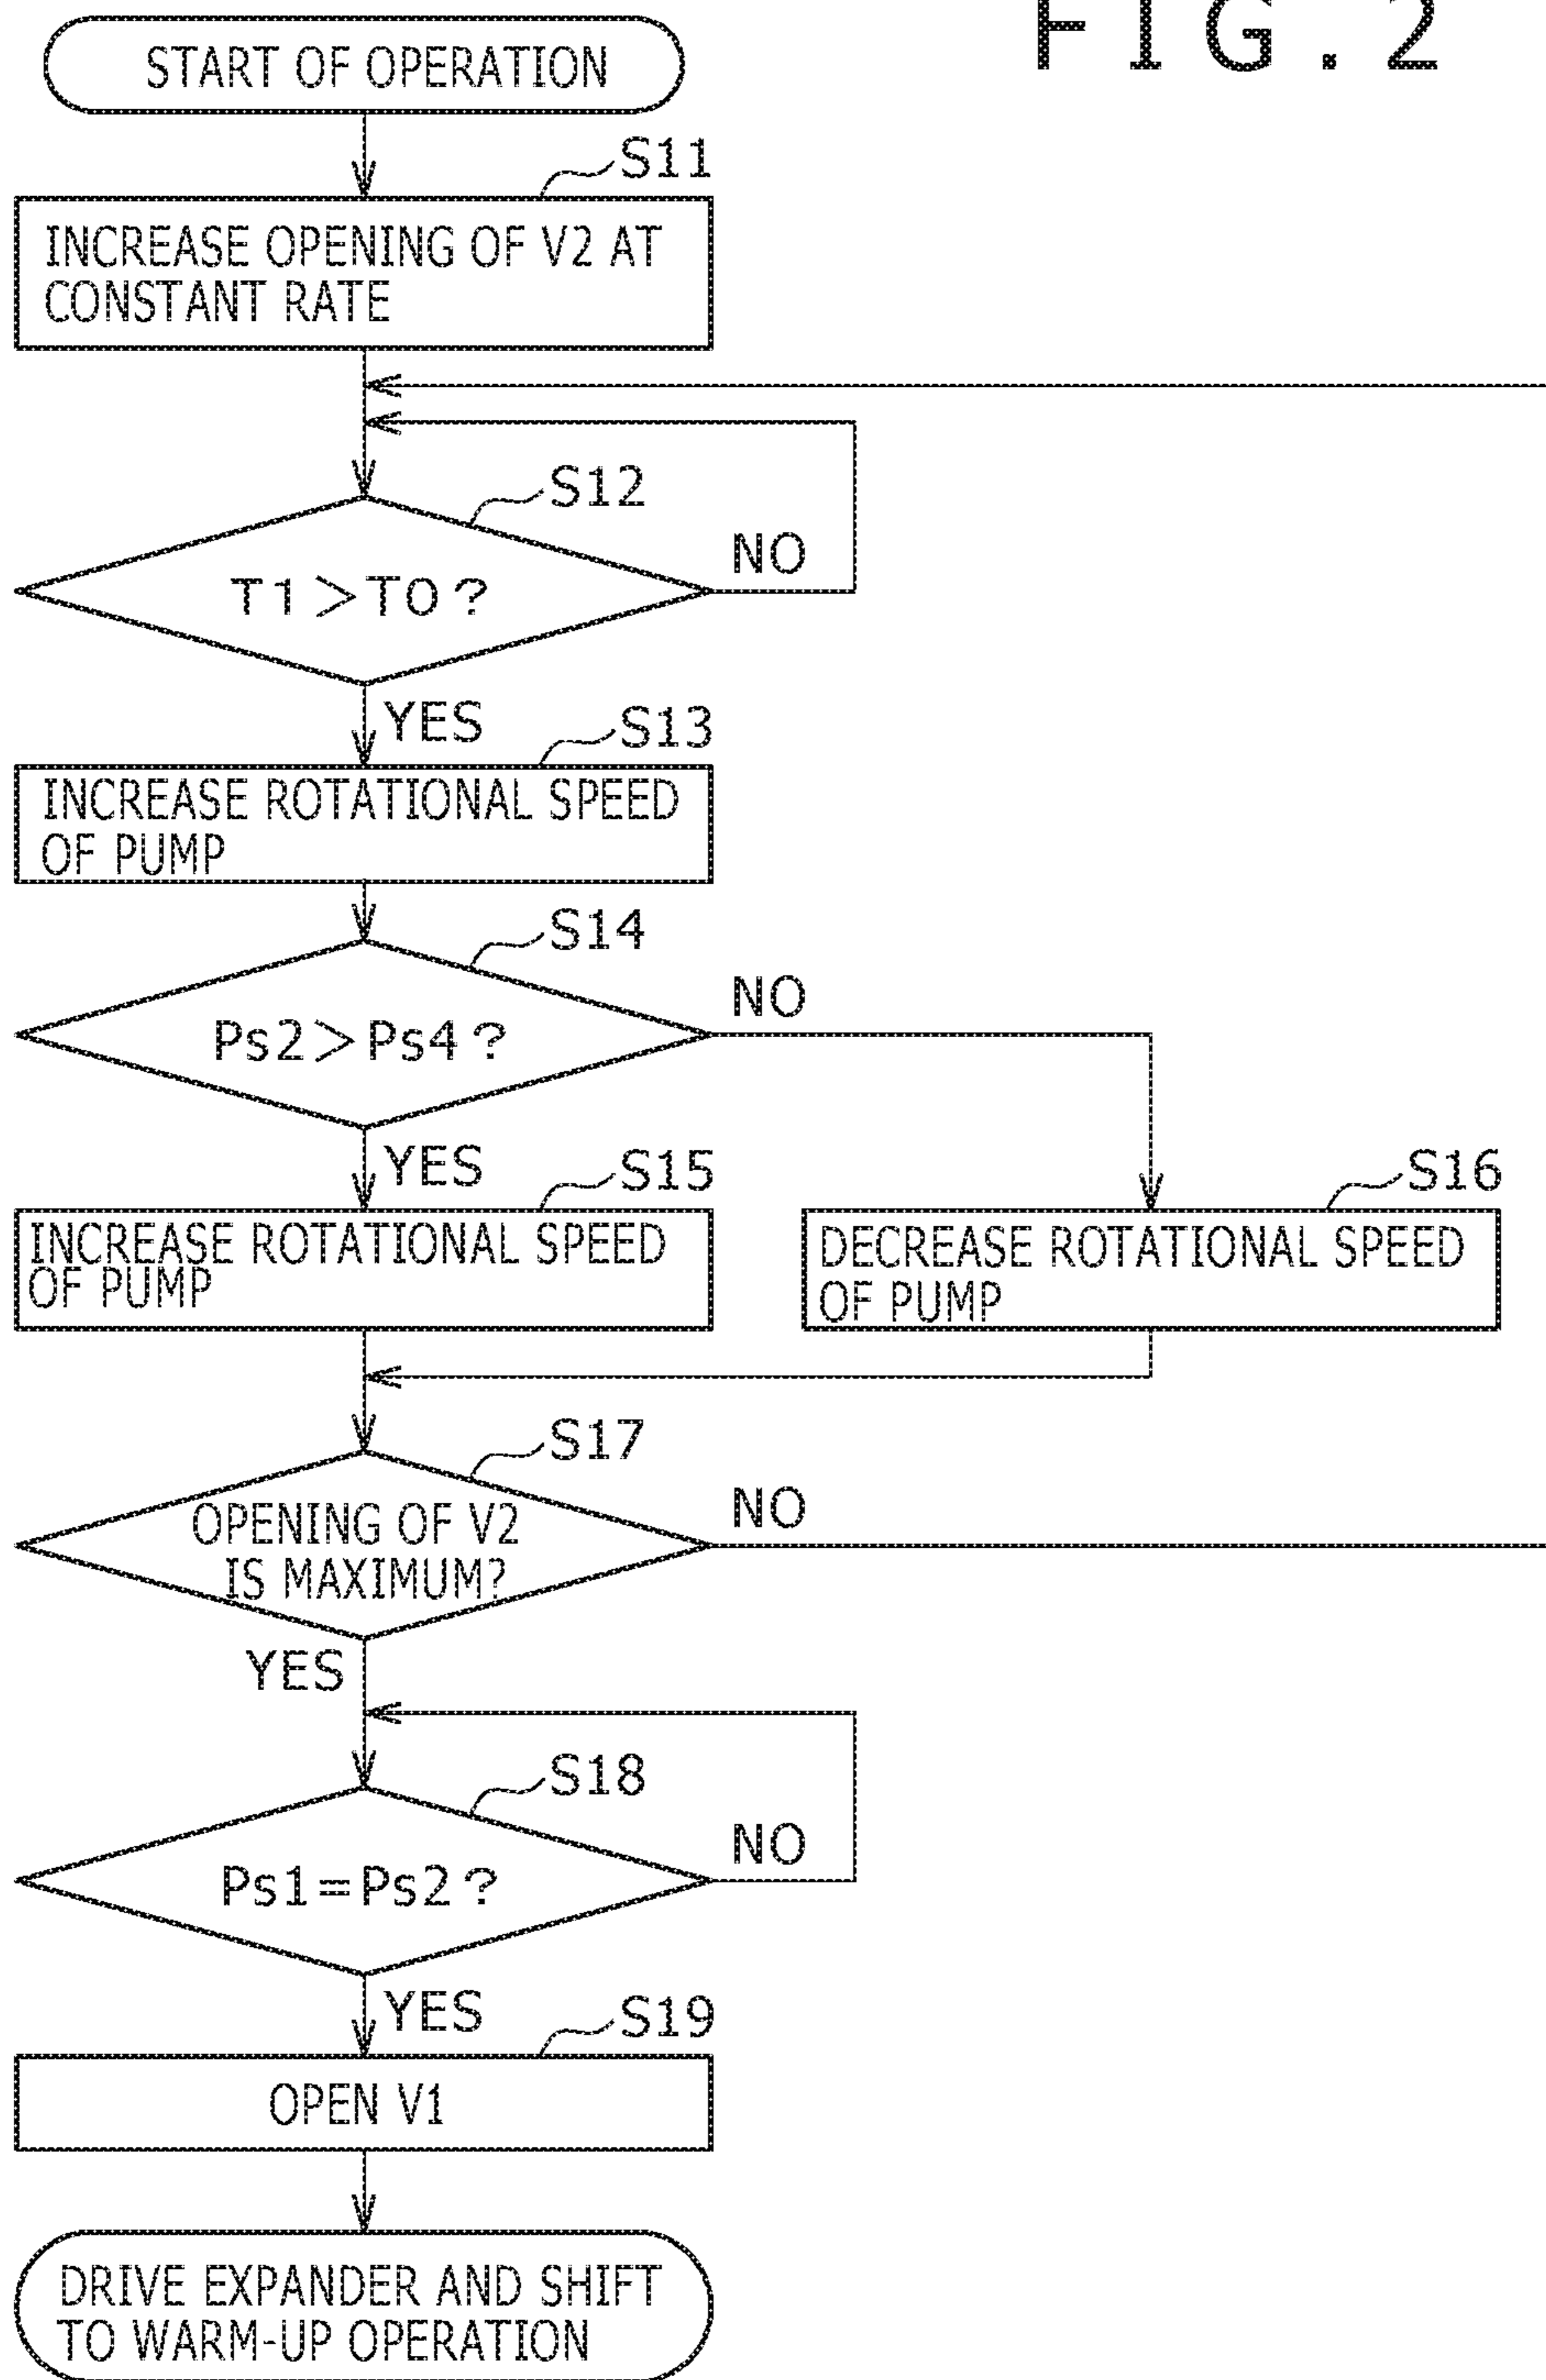 FIG.2
START OF OPERATION
S11
INCREASE OPENING OF V2 AT
CONSTANT RATE
S12
NO
T1>T0?
YES
S13
INCREASE ROTATIONAL SPEED
OF PUMP
S14
NO
Ps2>Ps4?
YES
S15
S16
INCREASE ROTATIONAL SPEED
OF PUMP
DECREASE ROTATIONAL SPEED
OF PUMP
S17
NO
OPENING OF V2
IS MAXIMUM?
YES
S18
NO
Ps1=Ps2?
YES
S19
OPEN V1
DRIVE EXPANDER AND SHIFT
TO WARM-UP OPERATION